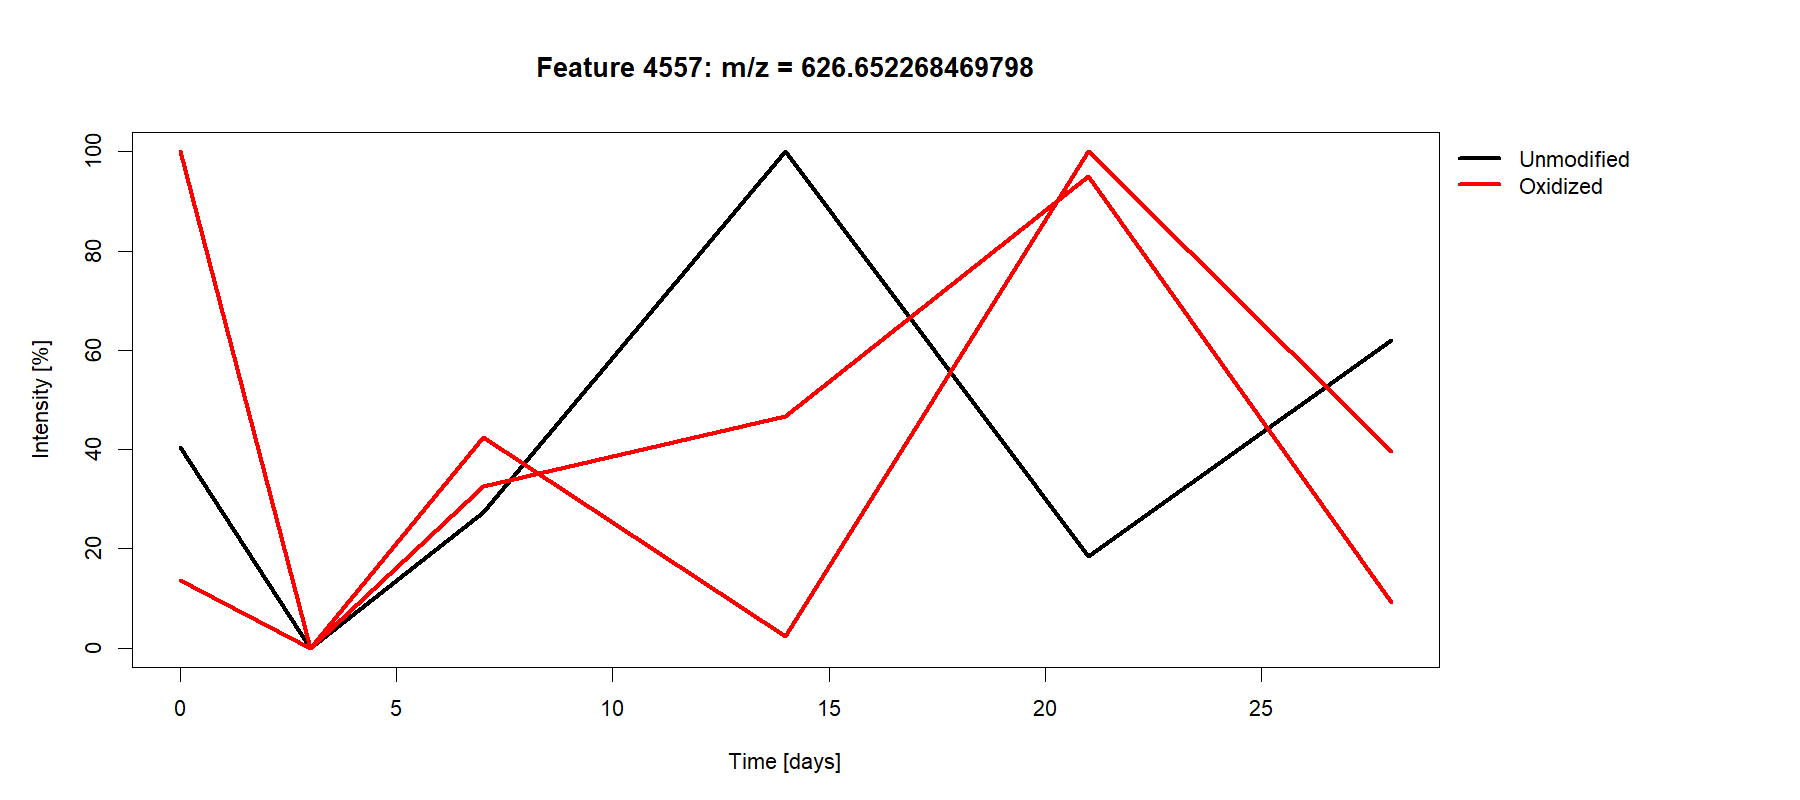 Feature 4557: m/z = 626.652268469798
Unmodified
Oxidized
Intensity [%]
100
80
60
40
20
0
0 5 10 15 20 25
Time [days]